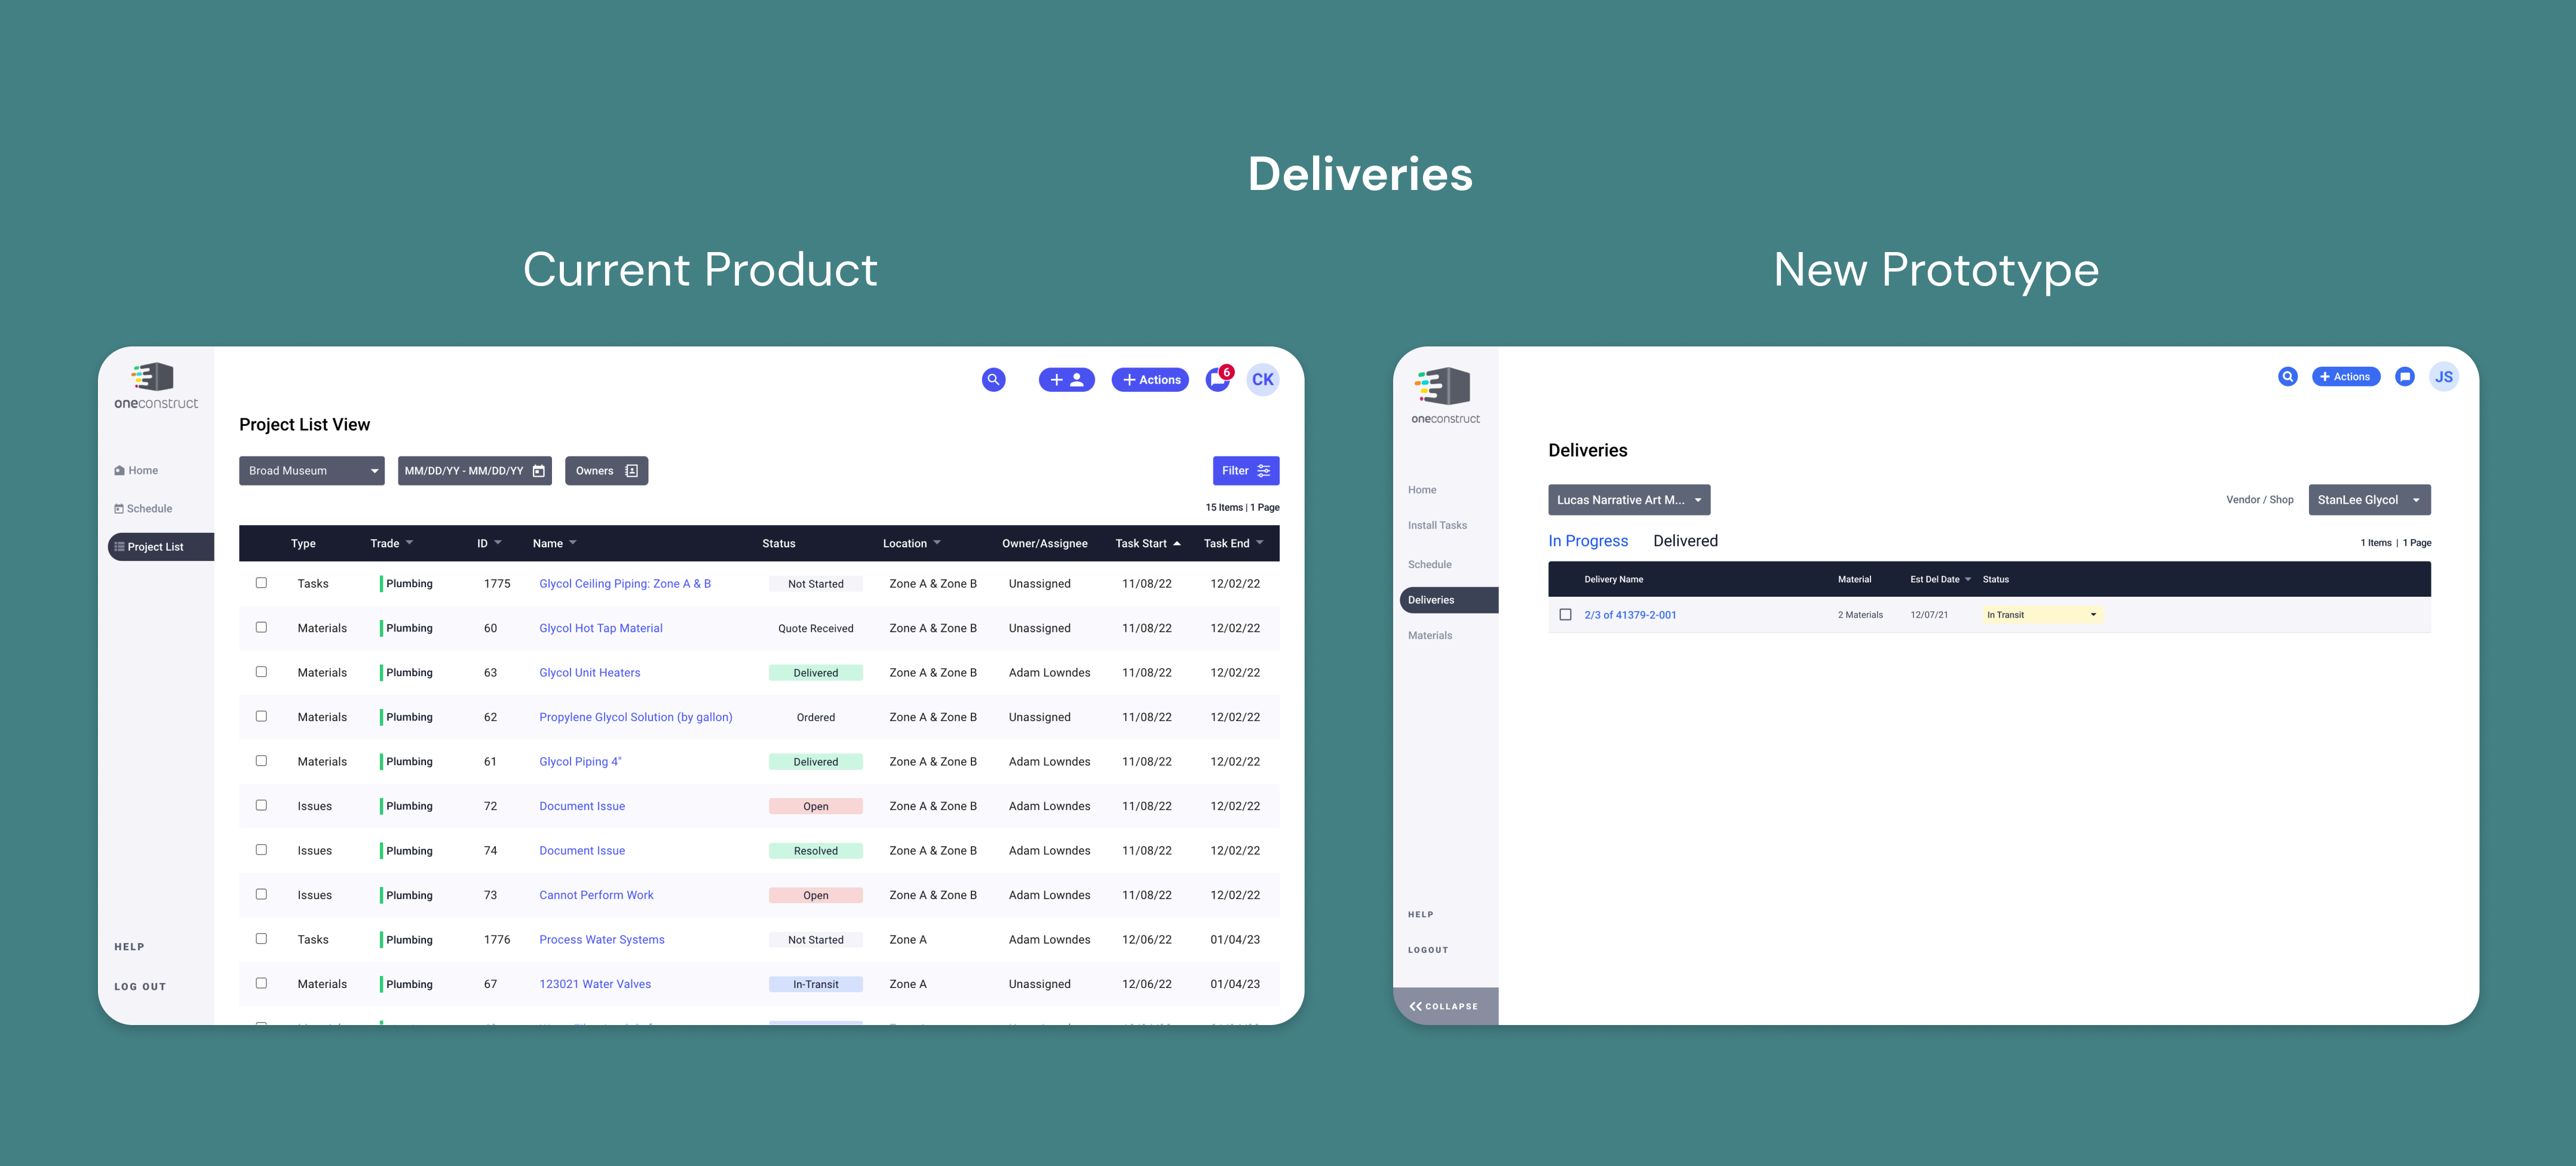 Deliveries
Current Product
New Prototype
oneconstruct
Home
Schedule
Project List
HELP
LOG OUT
+ Actions
6
CK
Project List View
Broad Museum
MM/DD/YY - MM/DD/YY
Owners
Filter
15 Items | 1 Page
Type Trade ID Name Status Location Owner/Assignee Task Start Task End
Tasks Plumbing 1775 Glycol Ceiling Piping: Zone A & B Not Started Zone A & Zone B Unassigned 11/08/22 12/02/22
Materials Plumbing 60 Glycol Hot Tap Material Quote Received Zone A & Zone B Unassigned 11/08/22 12/02/22
Materials Plumbing 63 Glycol Unit Heaters Delivered Zone A & Zone B Adam Lowndes 11/08/22 12/02/22
Materials Plumbing 62 Propylene Glycol Solution (by gallon) Ordered Zone A & Zone B Unassigned 11/08/22 12/02/22
Materials Plumbing 61 Glycol Piping 4" Delivered Zone A & Zone B Adam Lowndes 11/08/22 12/02/22
Issues Plumbing 72 Document Issue Open Zone A & Zone B Adam Lowndes 11/08/22 12/02/22
Issues Plumbing 74 Document Issue Resolved Zone A & Zone B Adam Lowndes 11/08/22 12/02/22
Issues Plumbing 73 Cannot Perform Work Open Zone A & Zone B Adam Lowndes 11/08/22 12/02/22
Tasks Plumbing 1776 Process Water Systems Not Started Zone A Adam Lowndes 12/06/22 01/04/23
Materials Plumbing 67 123021 Water Valves In-Transit Zone A Unassigned 12/06/22 01/04/23
oneconstruct
Home
Install Tasks
Schedule
Deliveries
Materials
HELP
LOGOUT
COLLAPSE
+ Actions
JS
Deliveries
Lucas Narrative Art M...
Vendor / Shop
StanLee Glycol
In Progress
Delivered
1 Items | 1 Page
Delivery Name Material Est Del Date Status
2/3 of 41379-2-001 2 Materials 12/07/21 In Transit